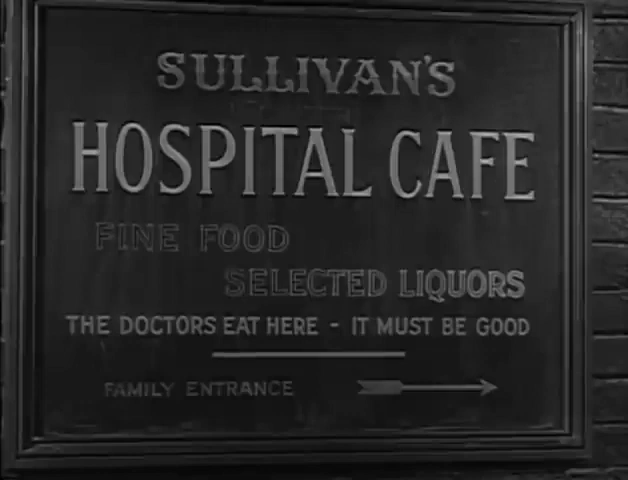 SULLIVAN'S
HOSPITAL CAFE
FINE FOOD
SELECTED LIQUORS
THE DOCTORS EAT HERE - IT MUST BE GOOD
FAMILY ENTRANCE